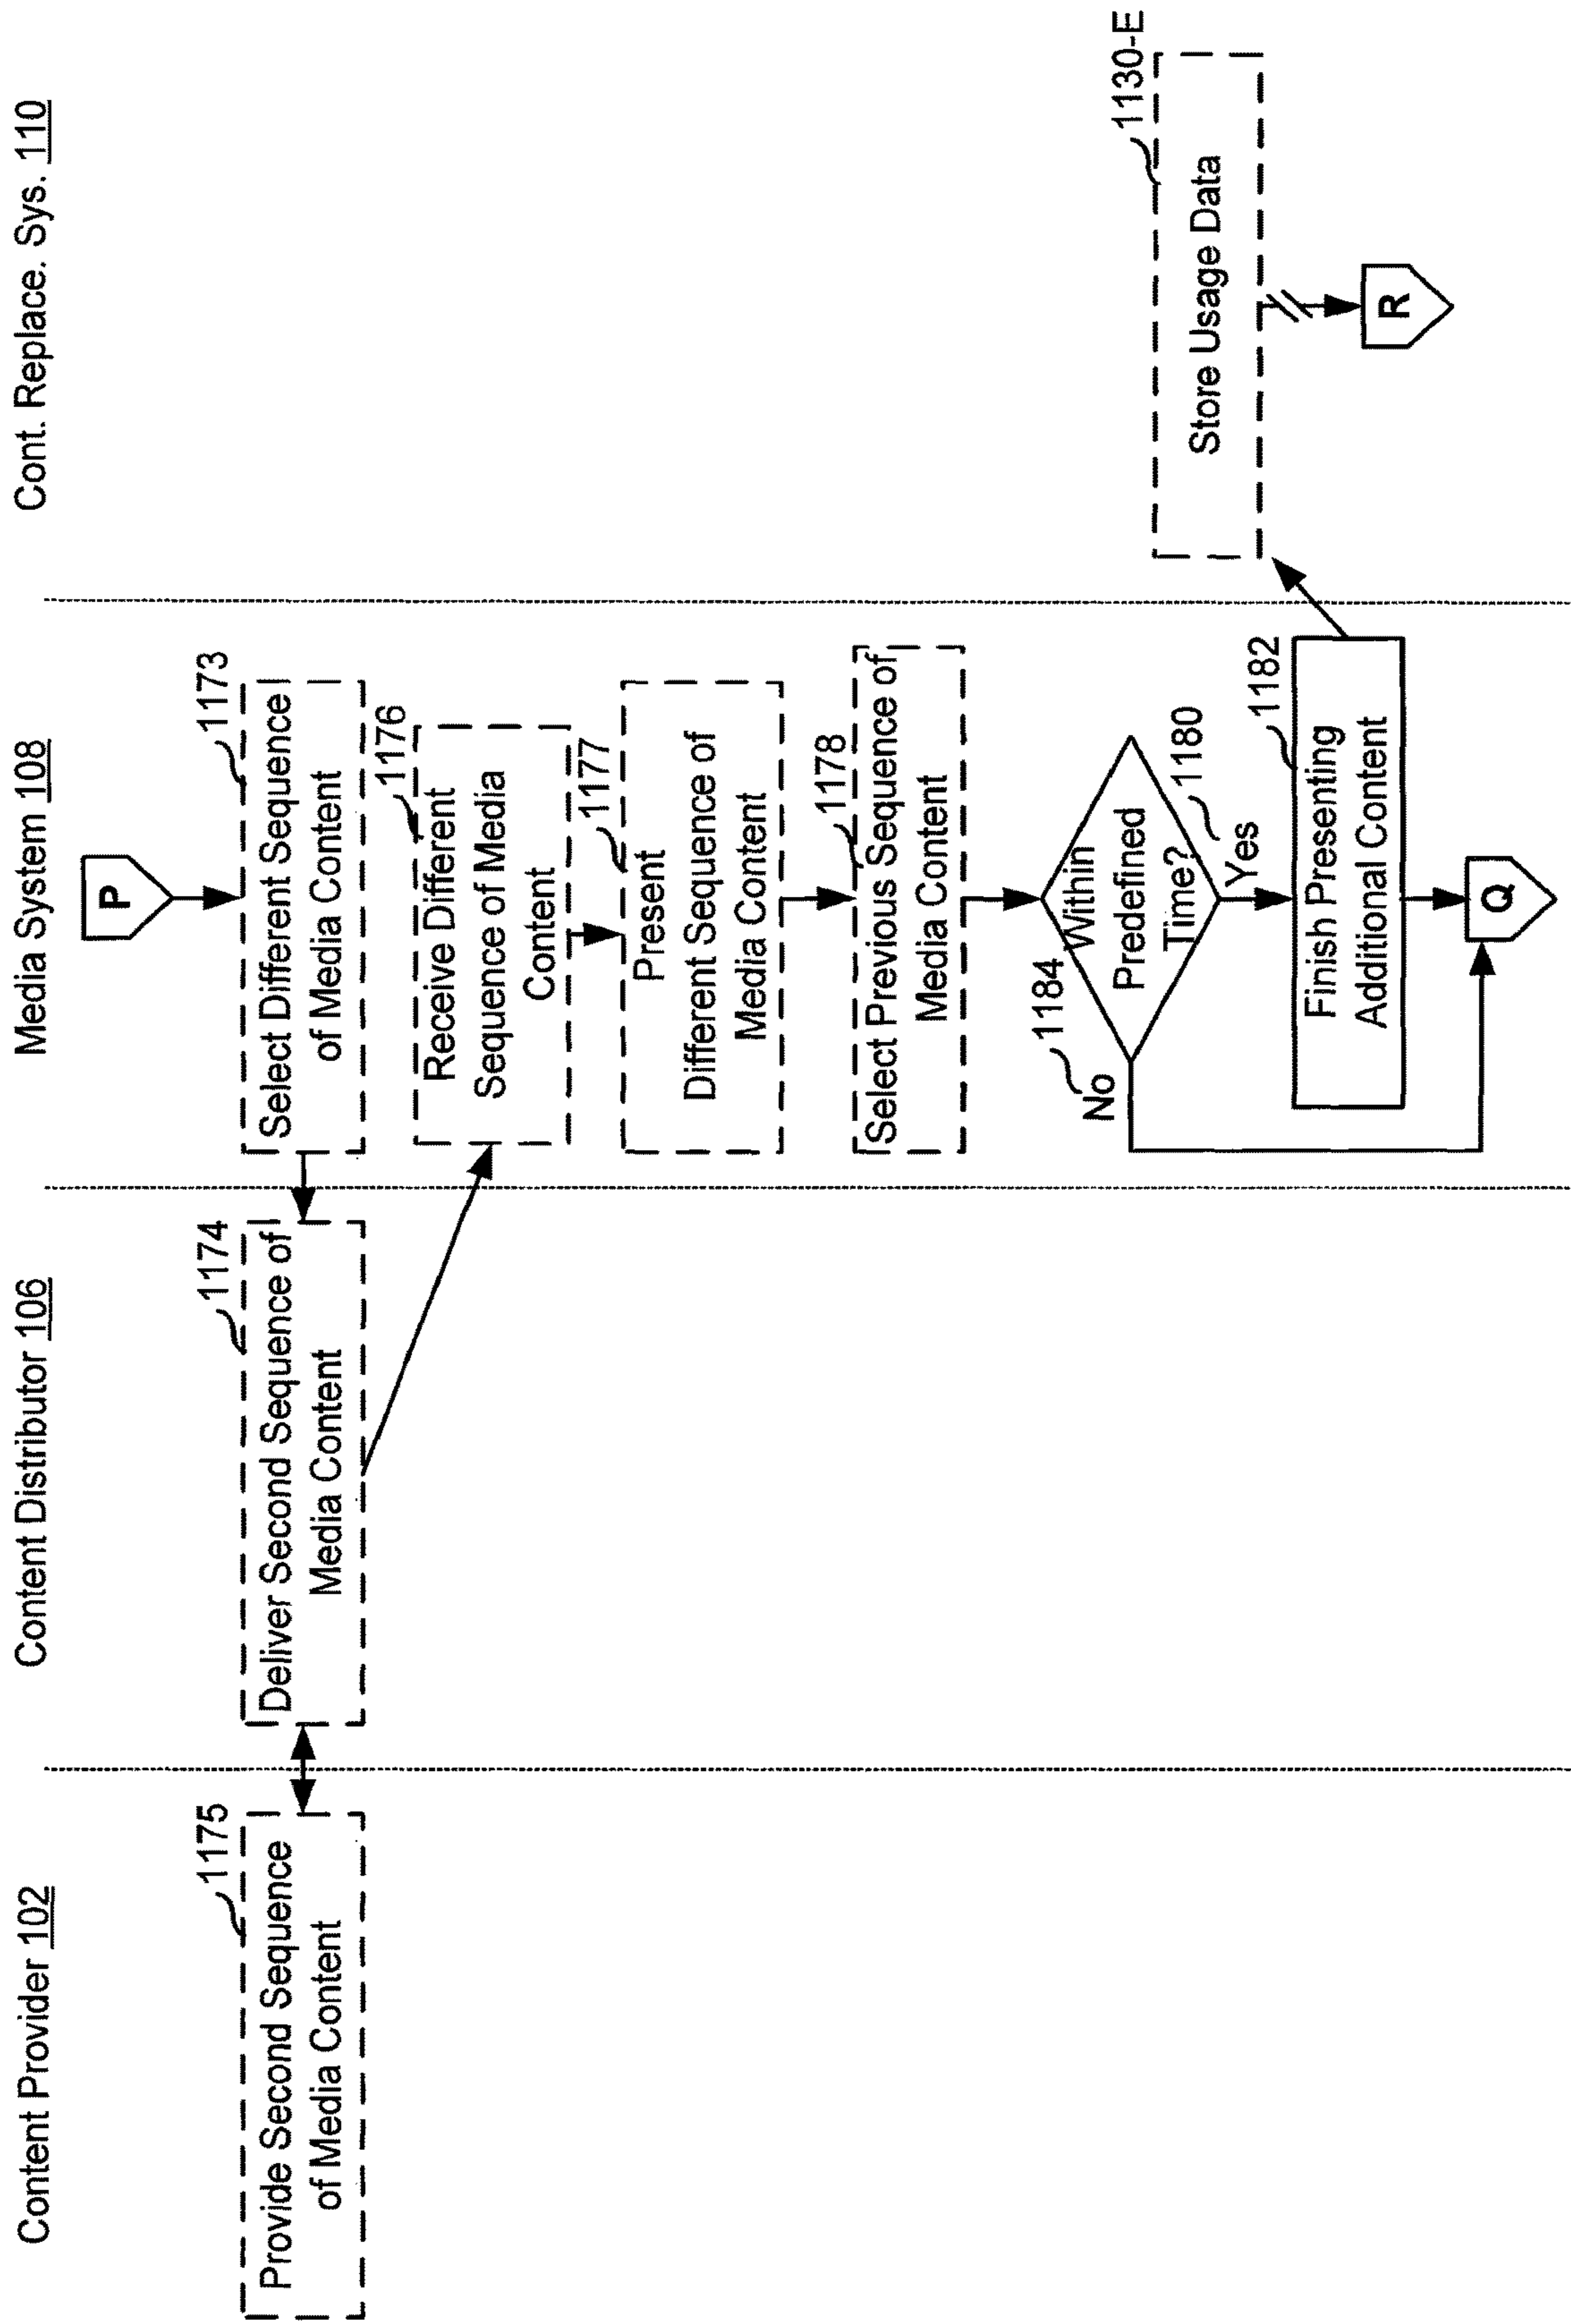 Content Provider 102
Content Distributor 106
Media System 108
Cont. Replace. Sys. 110
P
1175
Provide Second Sequence
of Media Content
1174
Deliver Second Sequence of
Media Content
1173
Select Different Sequence
of Media Content
1176
Receive Different
Sequence of Media
Content
1177
Present
Different Sequence of
Media Content
1178
Select Previous Sequence of
Media Content
1184
No
Within
Predefined
Time?
1180
Yes
1182
Finish Presenting
Additional Content
1130-E
Store Usage Data
Q
R